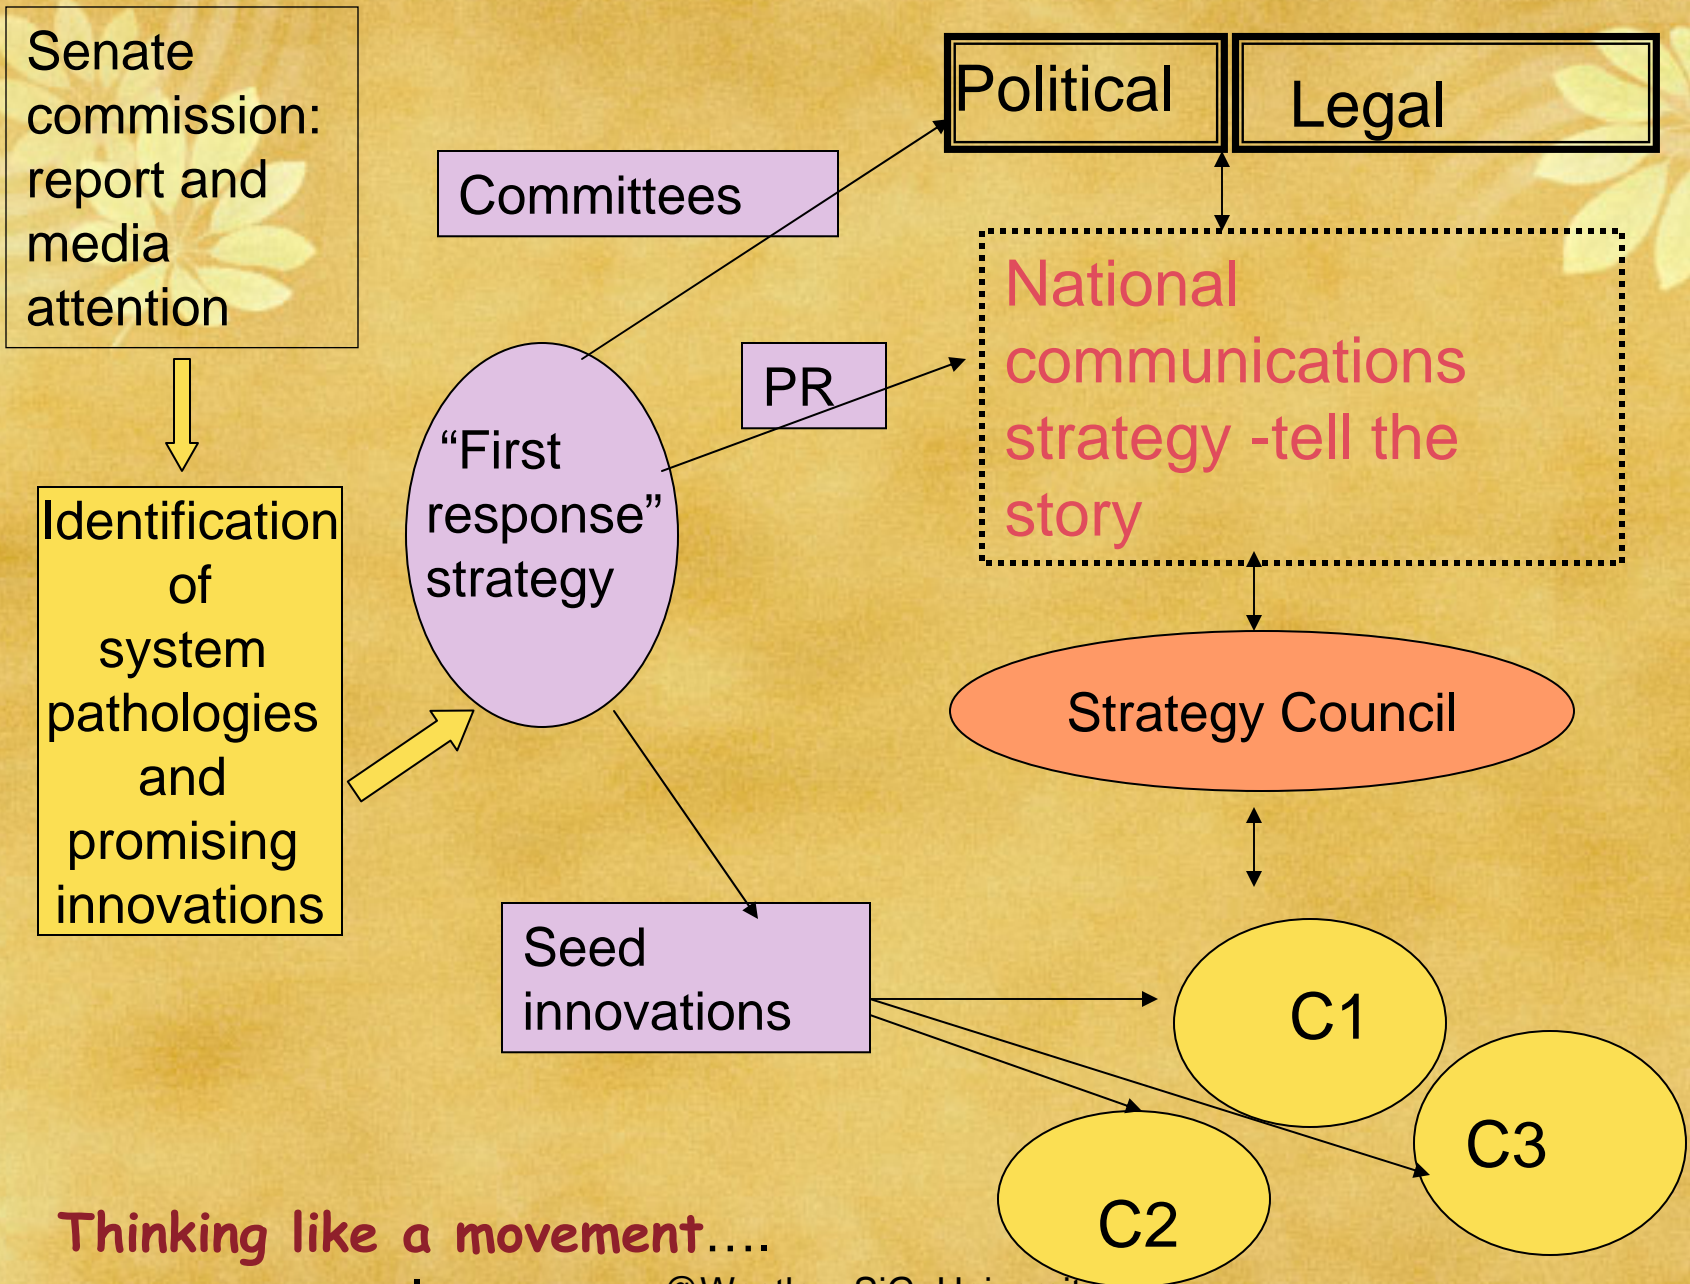 Senate
commission:
report and
media
attention
Political
Legal
Committees
National
communications
strategy -tell the
story
PR
“First
response”
strategy
Identification
of
system
pathologies
and
promising
innovations
Strategy Council
Seed
innovations
C1
C3
C2
Thinking like a movement….